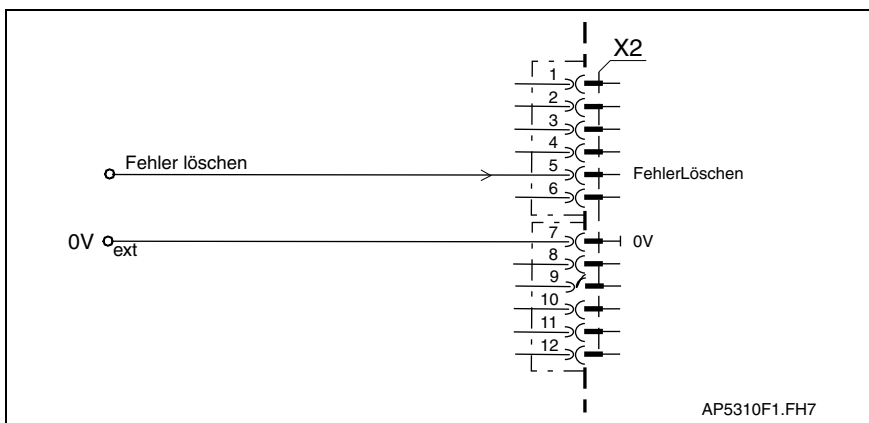 X2
1
2
3
4
Fehler löschen
5
FehlerLöschen
6
0V ext
7
0V
8
9
10
11
12
AP5310F1.FH7